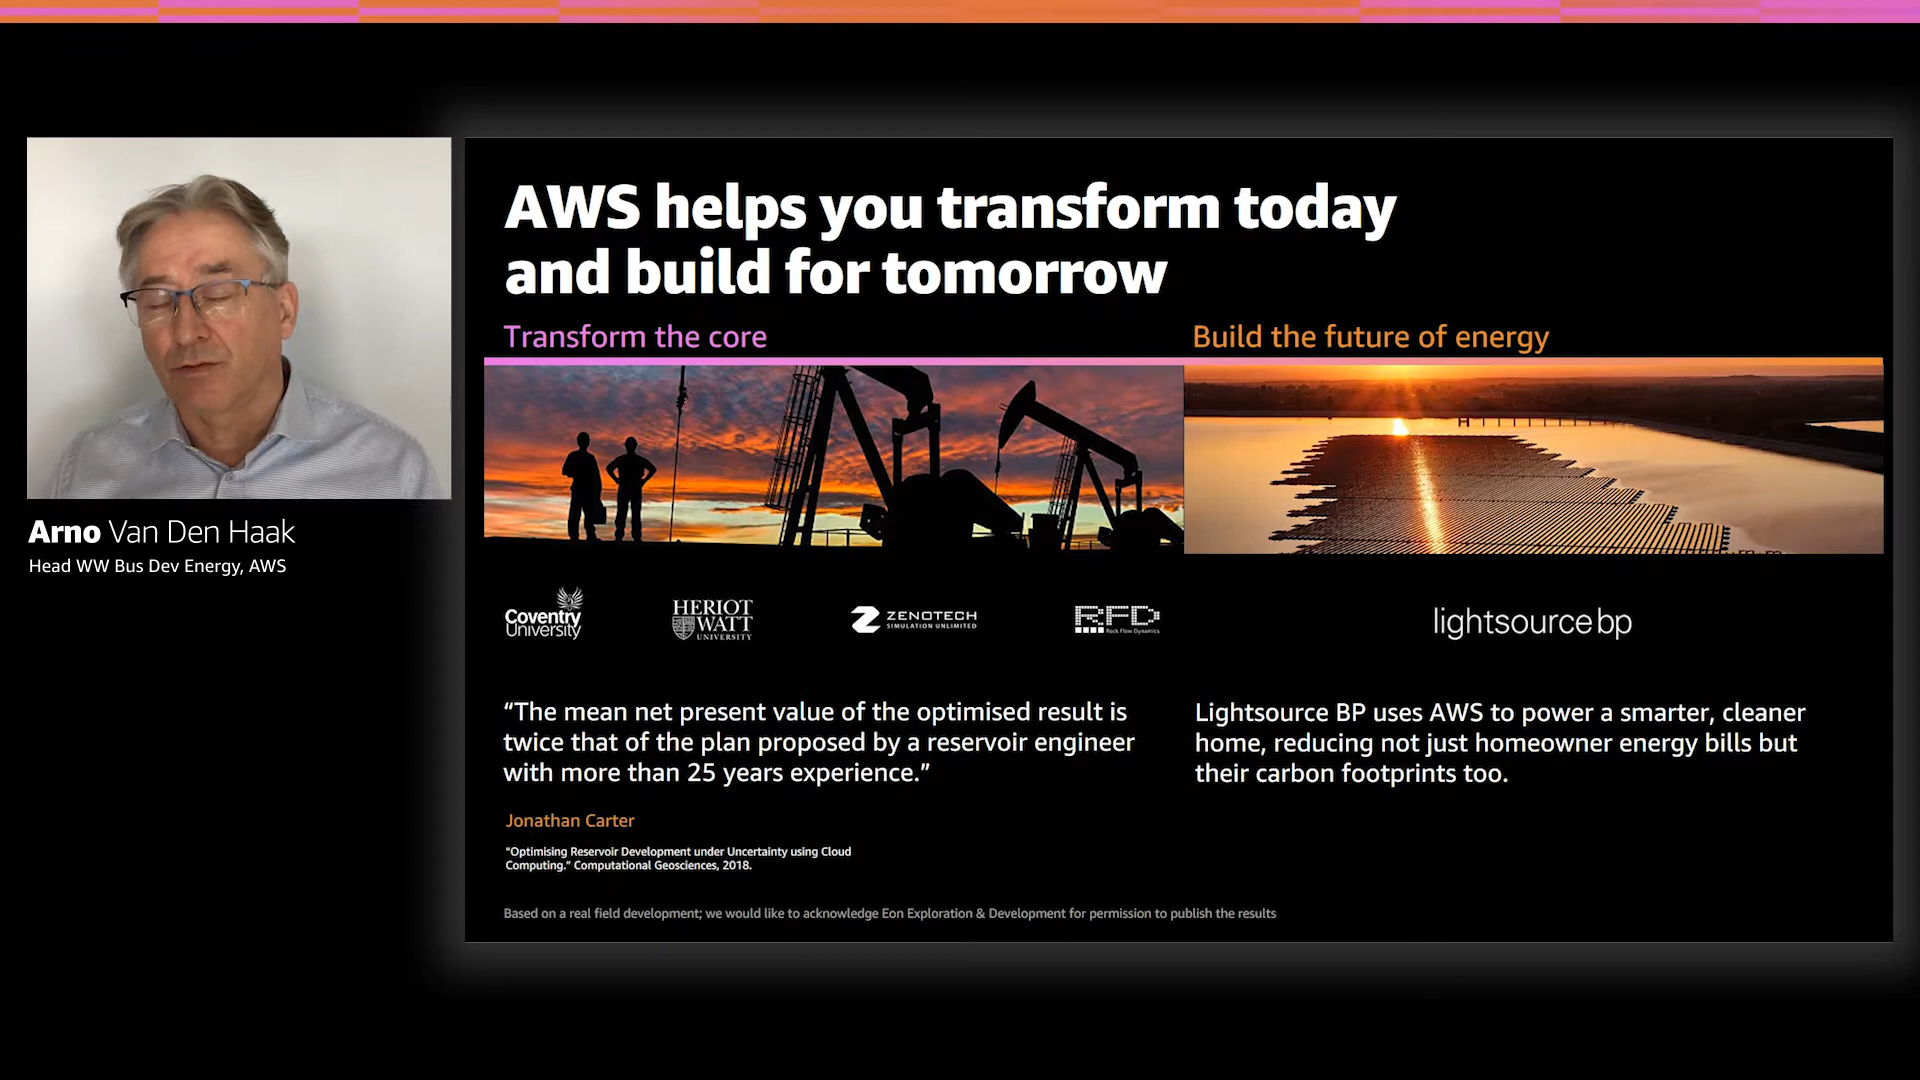 Arno Van Den Haak
Head WW Bus Dev Energy, AWS
AWS helps you transform today
and build for tomorrow
Transform the core
Build the future of energy
Coventry
University
HERIOT
WATT
UNIVERSITY
ZENOTECH
SIMULATION UNLIMITED
RFD
Rock Flow Dynamics
lightsource bp
“The mean net present value of the optimised result is
twice that of the plan proposed by a reservoir engineer
with more than 25 years experience.”
Jonathan Carter
"Optimising Reservoir Development under Uncertainty using Cloud
Computing." Computational Geosciences, 2018.
Lightsource BP uses AWS to power a smarter, cleaner
home, reducing not just homeowner energy bills but
their carbon footprints too.
Based on a real field development; we would like to acknowledge Eon Exploration & Development for permission to publish the results